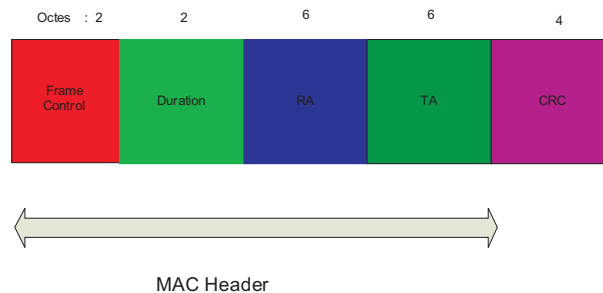 Octes : 2 2 6 6 4
Frame
Control
Duration
RA
TA
CRC
MAC Header